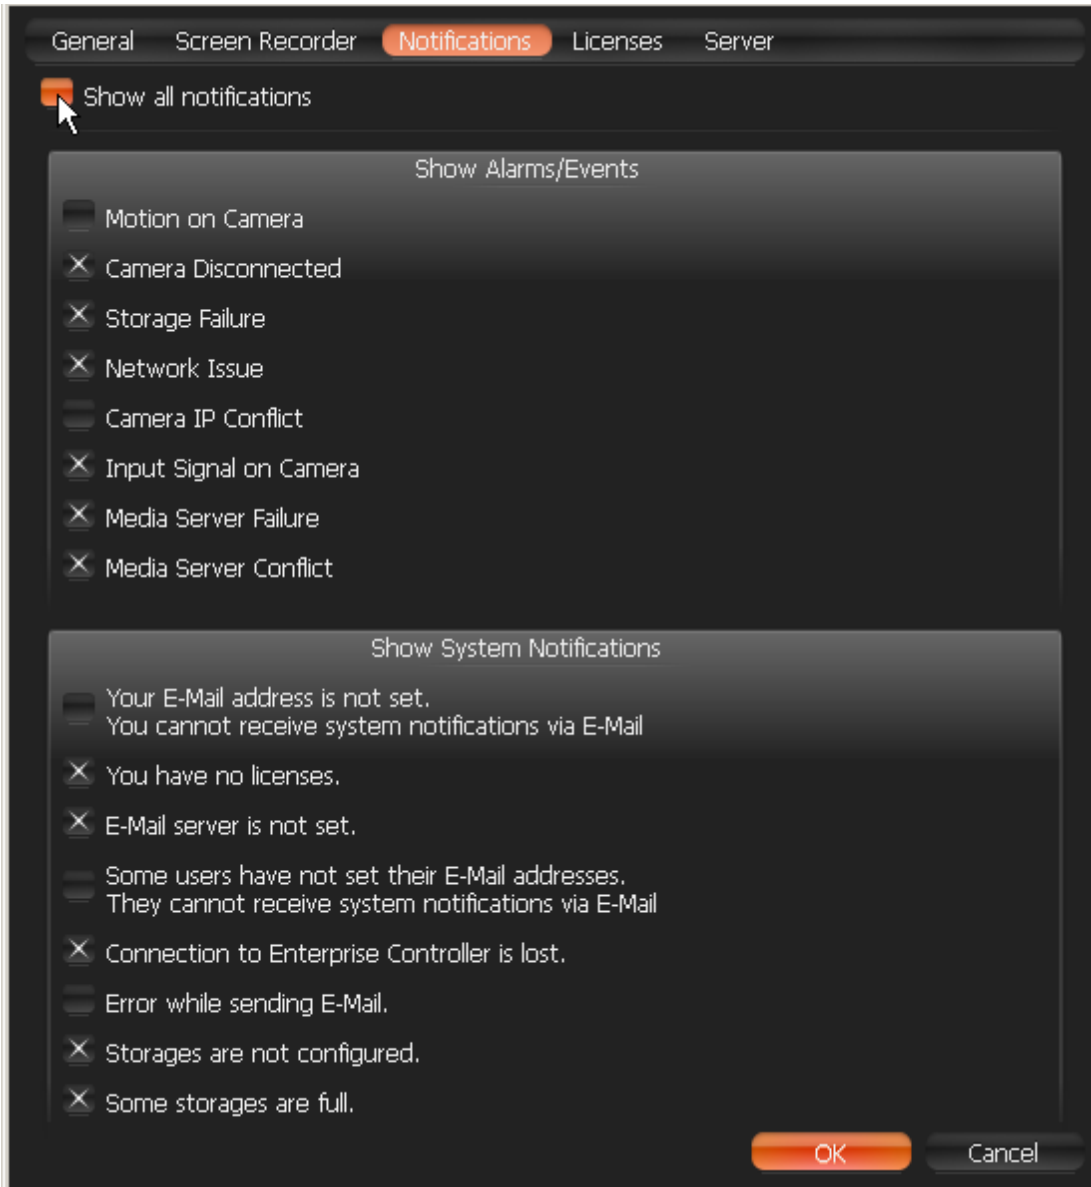 General Screen Recorder Notifications Licenses Server
Show all notifications
Show Alarms/Events
Motion on Camera
Camera Disconnected
Storage Failure
Network Issue
Camera IP Conflict
Input Signal on Camera
Media Server Failure
Media Server Conflict
Show System Notifications
Your E-Mail address is not set.
You cannot receive system notifications via E-Mail
You have no licenses.
E-Mail server is not set.
Some users have not set their E-Mail addresses.
They cannot receive system notifications via E-Mail
Connection to Enterprise Controller is lost.
Error while sending E-Mail.
Storages are not configured.
Some storages are full.
OK Cancel